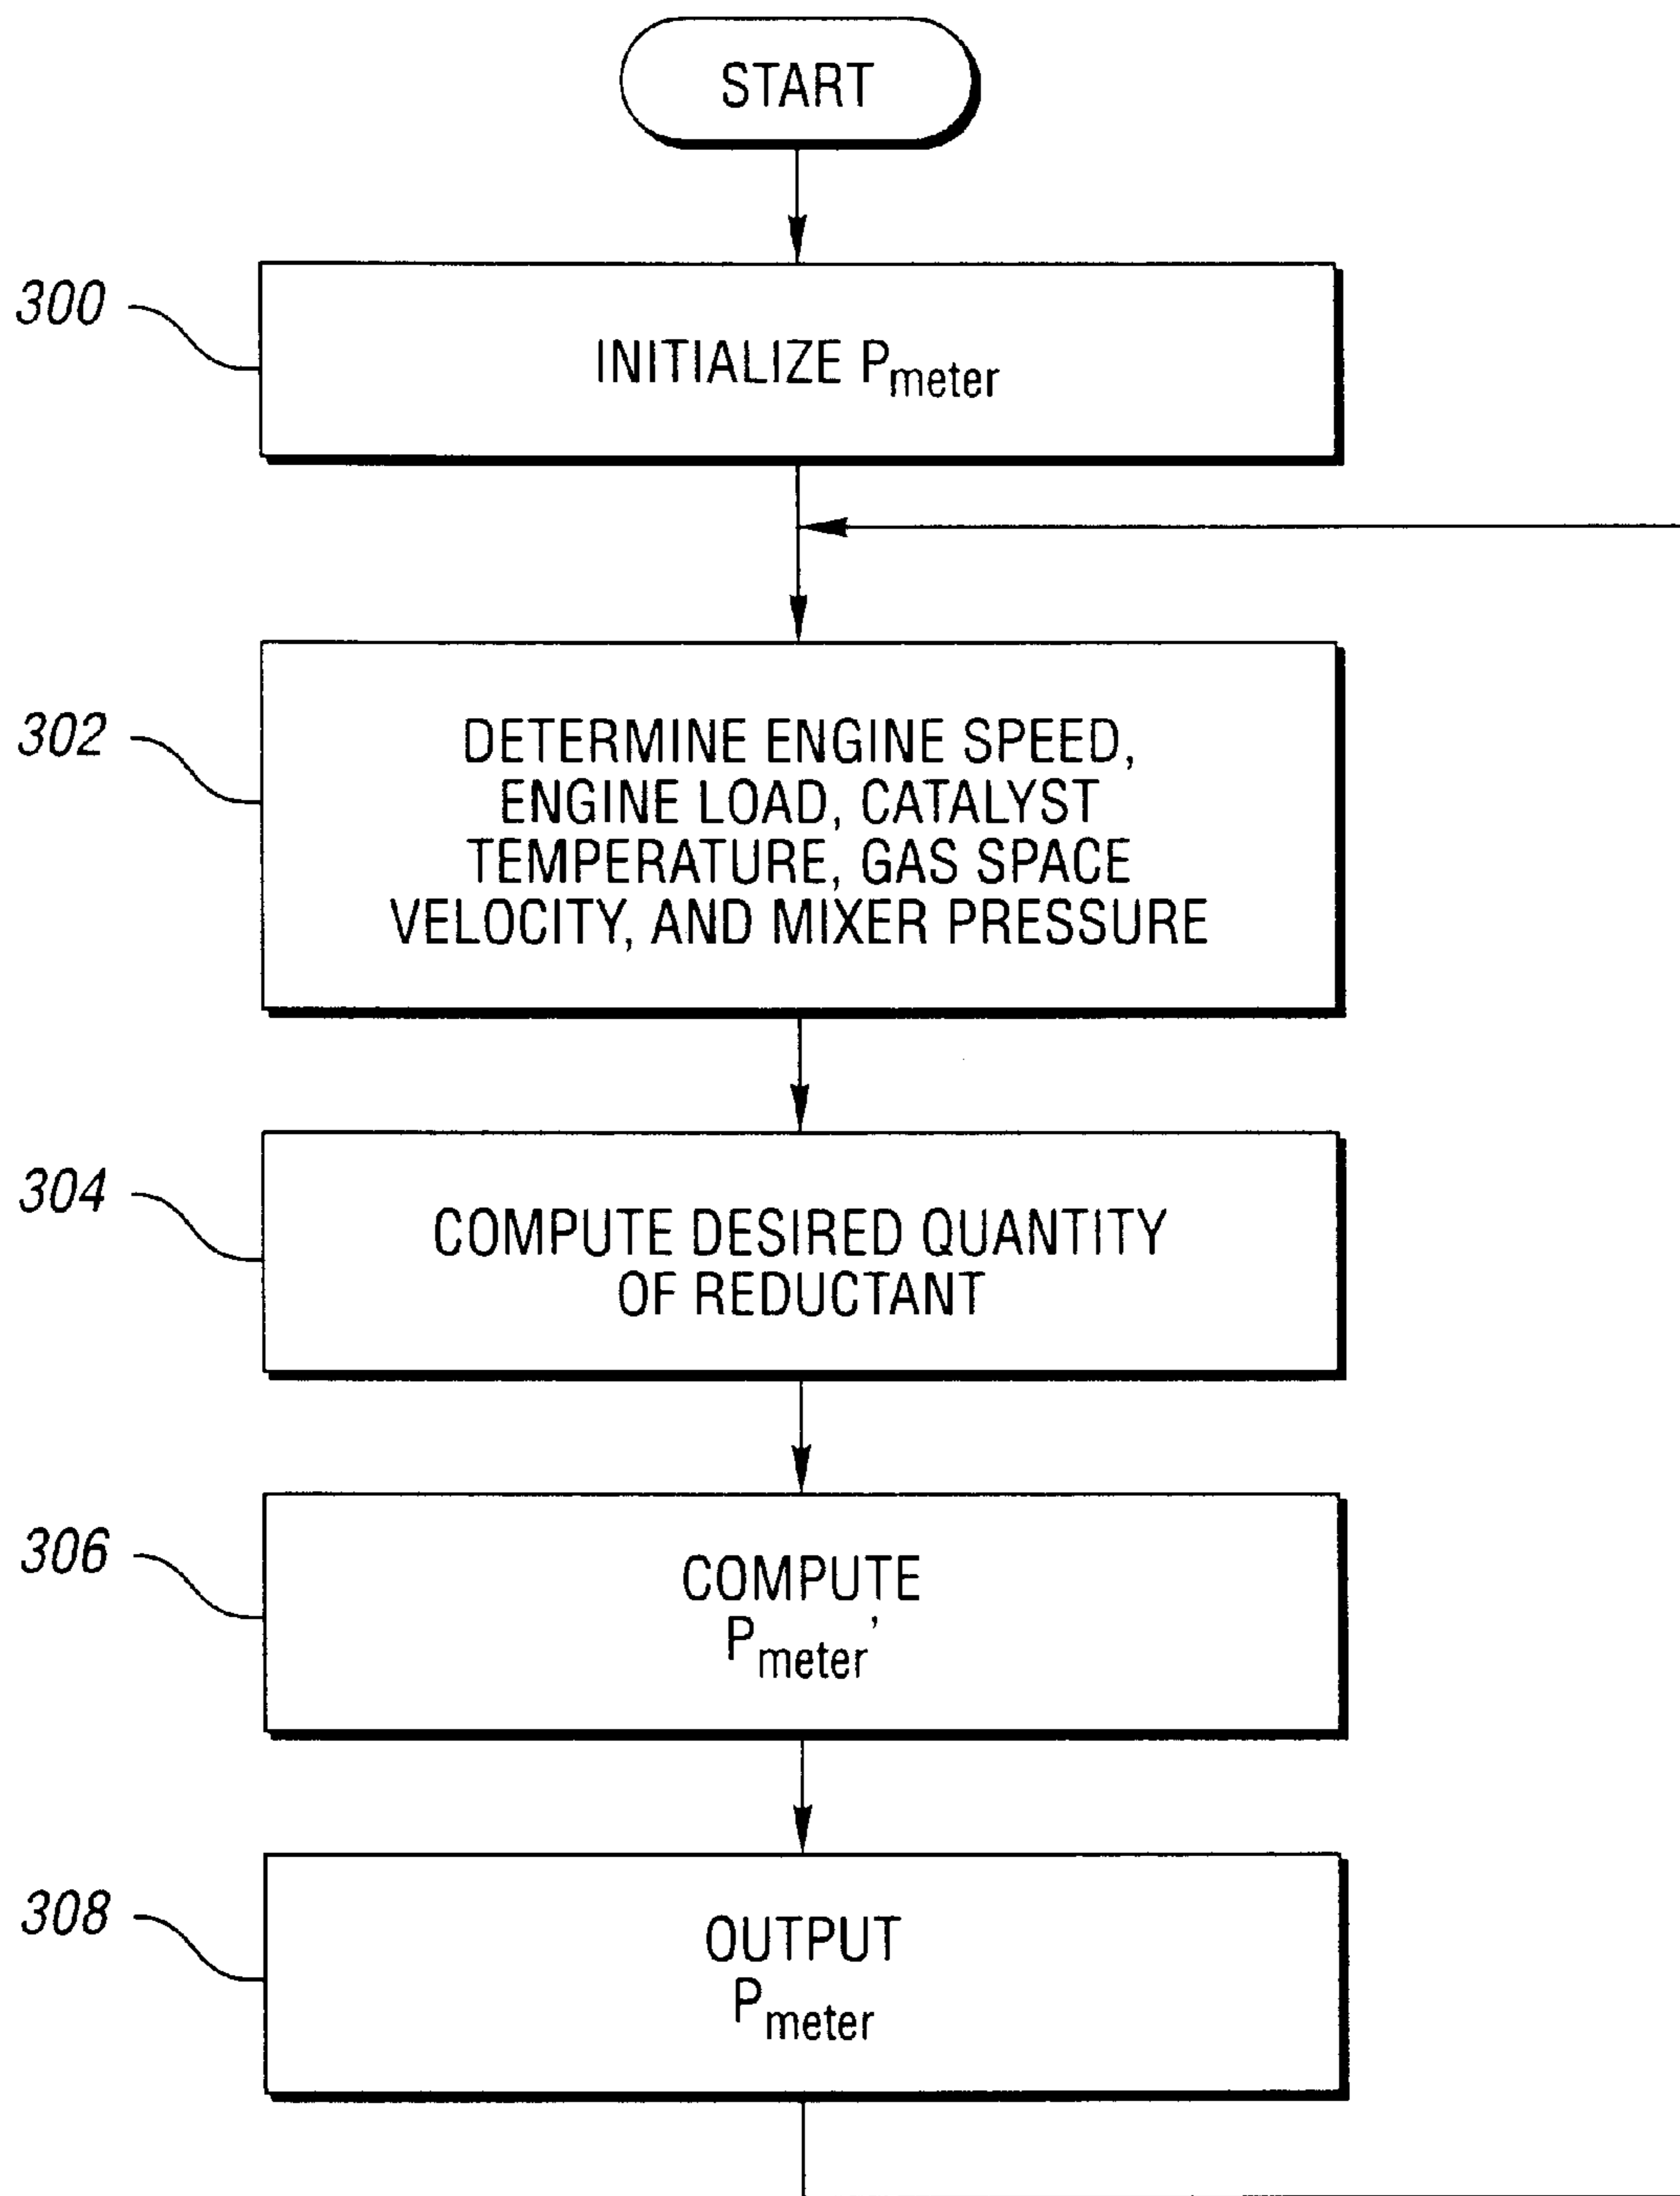 START
300
INITIALIZE Pmeter
302
DETERMINE ENGINE SPEED,
ENGINE LOAD, CATALYST
TEMPERATURE, GAS SPACE
VELOCITY, AND MIXER PRESSURE
304
COMPUTE DESIRED QUANTITY
OF REDUCTANT
306
COMPUTE
Pmeter'
308
OUTPUT
Pmeter